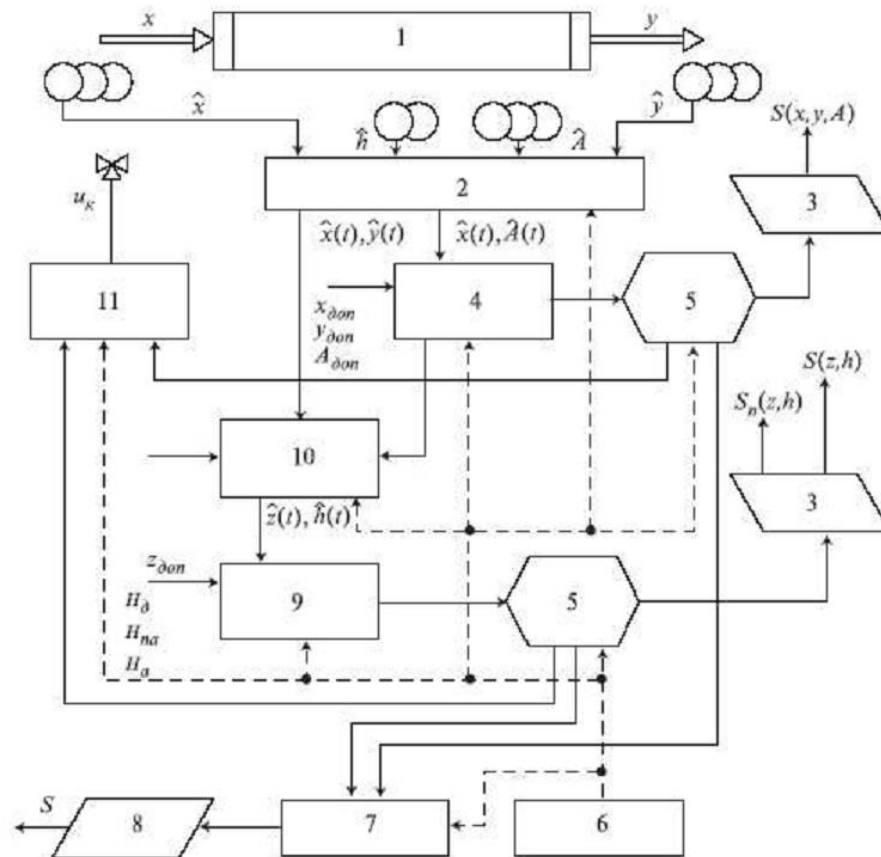 x
1
y
x̂
ĥ
Â
ŷ
S(x, y, A)
2
3
u_к
x̂(t), ŷ(t)
x̂(t), Â(t)
11
4
5
x_доп
y_доп
A_доп
S(z,h)
S_п(z,h)
10
3
ẑ(t), ĥ(t)
z_доп
9
5
H_д
H_па
H_а
S
8
7
6